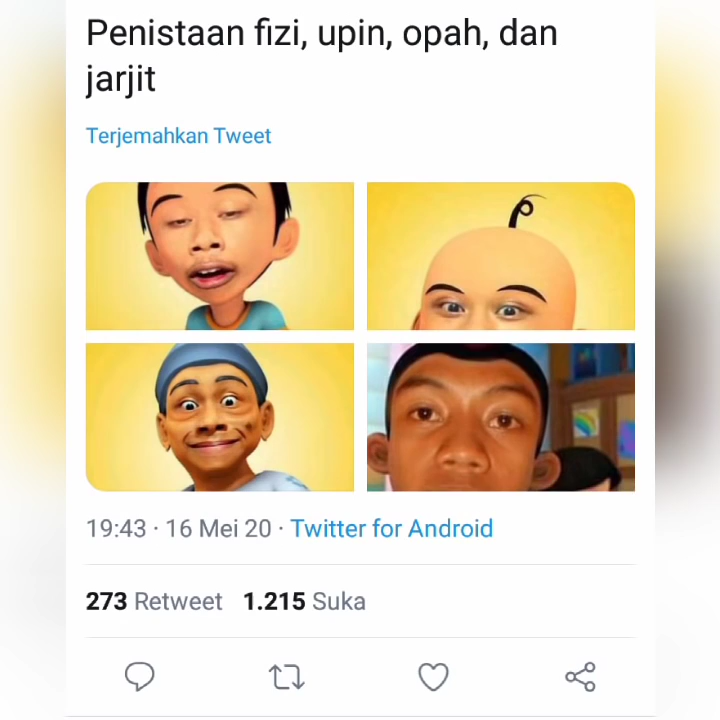 Penistaan fizi, upin, opah, dan
jarjit
Terjemahkan Tweet
19:43 · 16 Mei 20 · Twitter for Android
273 Retweet 1.215 Suka